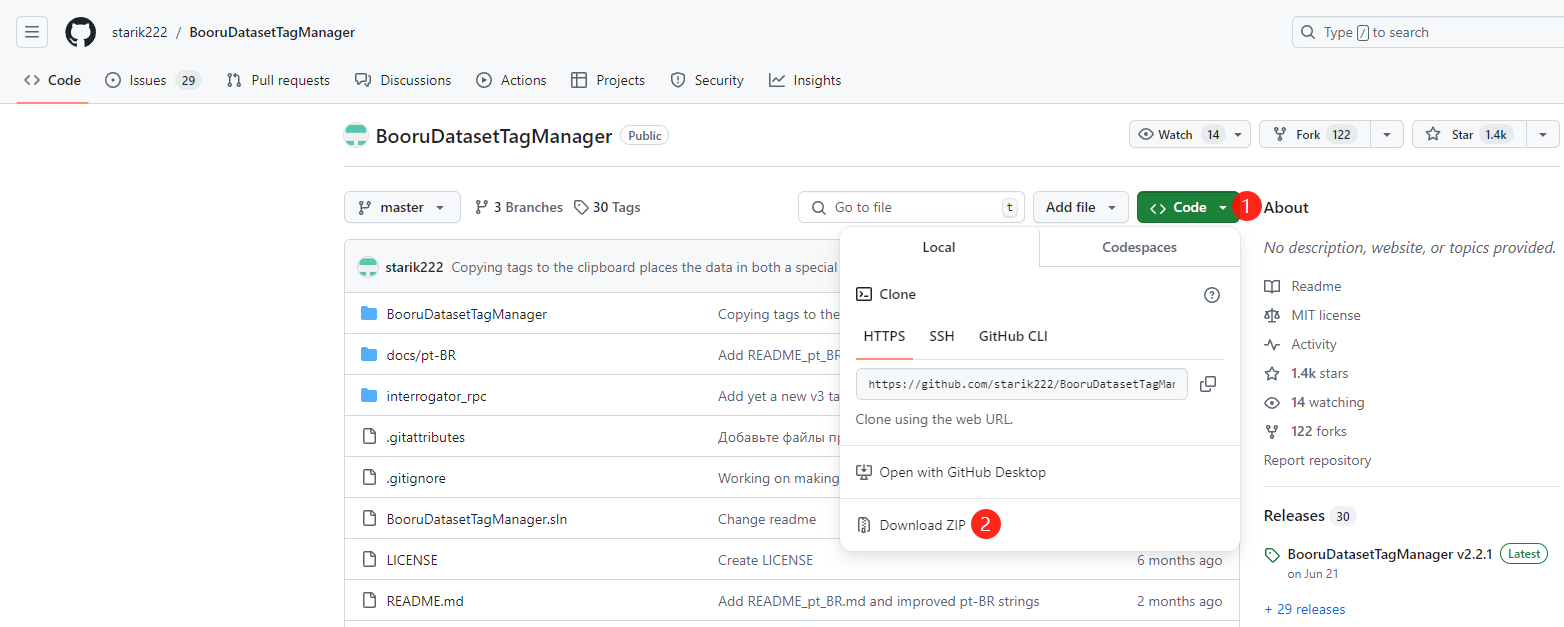 starik222 / BooruDatasetTagManager
Type / to search
Code
Issues 29
Pull requests
Discussions
Actions
Projects
Security
Insights
BooruDatasetTagManager Public
Watch 14
Fork 122
Star 1.4k
master
3 Branches
30 Tags
Go to file t
Add file
Code
1
About
No description, website, or topics provided.
Readme
MIT license
Activity
1.4k stars
14 watching
122 forks
Report repository
Releases 30
BooruDatasetTagManager v2.2.1 Latest
on Jun 21
+ 29 releases
Local
Codespaces
Clone
HTTPS SSH GitHub CLI
https://github.com/starik222/BooruDatasetTagMar
Clone using the web URL.
Open with GitHub Desktop
Download ZIP 2
starik222 Copying tags to the clipboard places the data in both a special
BooruDatasetTagManager Copying tags to the
docs/pt-BR Add README_pt_BR
interrogator_rpc Add yet a new v3 ta
.gitattributes Добавьте файлы пр
.gitignore Working on making
BooruDatasetTagManager.sln Change readme
LICENSE Create LICENSE 6 months ago
README.md Add README_pt_BR.md and improved pt-BR strings 2 months ago